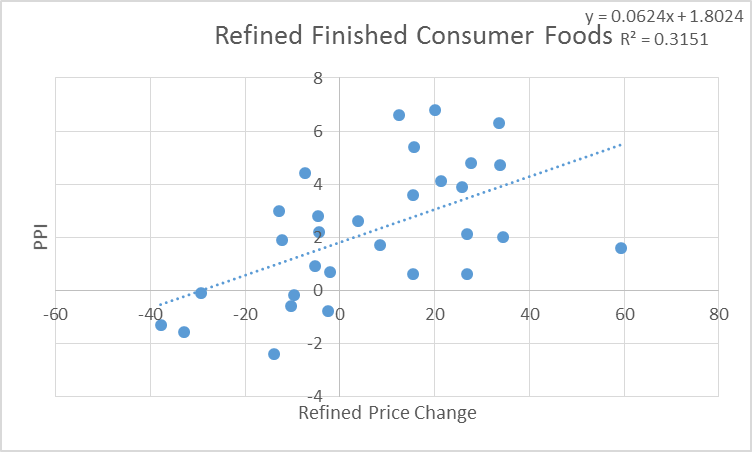 y = 0.0624x + 1.8024
Refined Finished Consumer Foods
R² = 0.3151
8
6
4
2
0
-2
-4
PPI
-60 -40 -20 0 20 40 60 80
Refined Price Change